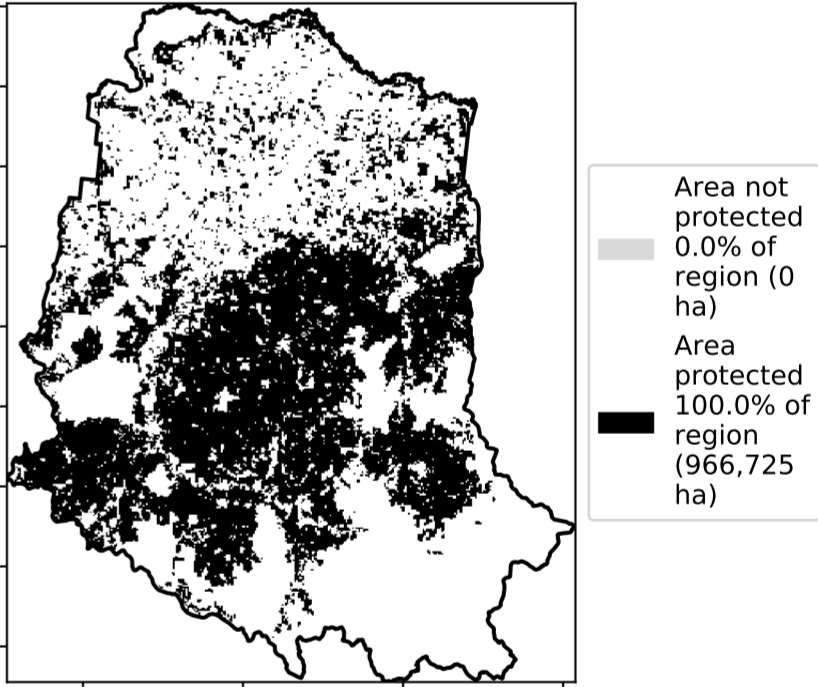 Area not
protected
0.0% of
region (0
ha)
Area
protected
100.0% of
region
(966,725
ha)